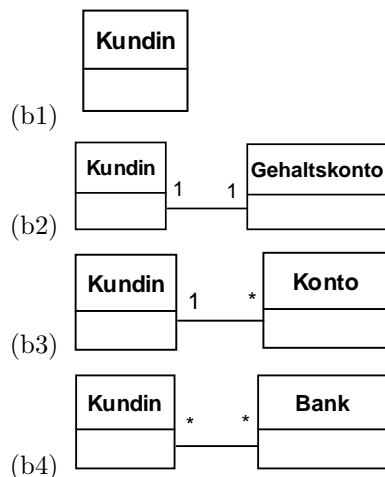 Kundin
(b1)
Kundin Gehaltskonto
1 1
(b2)
Kundin Konto
1 *
(b3)
Kundin Bank
* *
(b4)